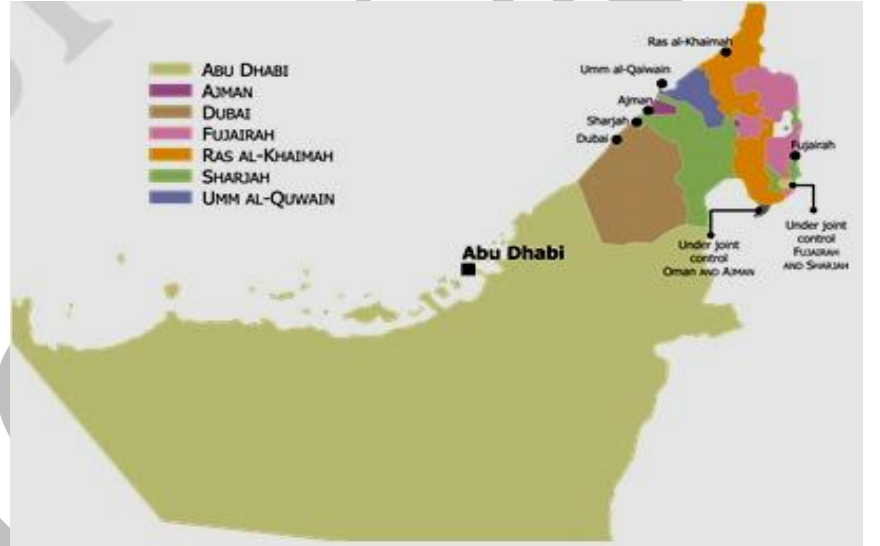 ABU DHABI
AJMAN
DUBAI
FUJAIRAH
RAS AL-KHAIMAH
SHARJAH
UMM AL-QUWAIN
Ras al-Khaimah
Umm al-Qaiwain
Ajman
Sharjah
Dubai
Fujairah
Abu Dhabi
Under joint
control
OMAN AND AJMAN
Under joint
control
FUJAIRAH
AND SHARJAH